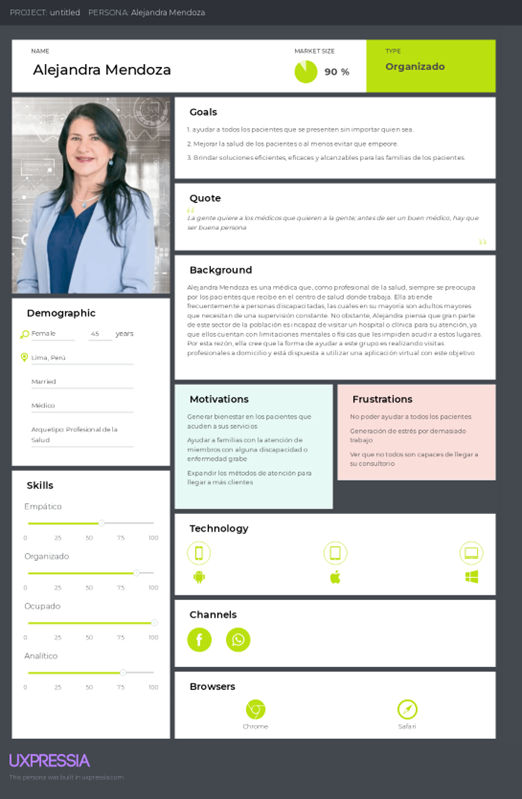 PROJECT: untitled PERSONA: Alejandra Mendoza
NAME
Alejandra Mendoza
MARKET SIZE
90 %
TYPE
Organizado
Goals
1. ayudar a todos los pacientes que se presenten sin importar quien sea.
2. Mejorar la salud de los pacientes o al menos evitar que empeore.
3. Brindar soluciones eficientes, eficaces y alcanzables para las familias de los pacientes.
Quote
“
La gente quiere a los médicos que quieren a la gente; antes de ser un buen médico, hay que
ser buena persona
”
Background
Alejandra Mendoza es una médica que, como profesional de la salud, siempre se preocupa
por los pacientes que recibe en el centro de salud donde trabaja. Ella atiende
frecuentemente a personas discapacitadas, las cuales en su mayoría son adultos mayores
que necesitan de una supervisión constante. No obstante, Alejandra piensa que gran parte
de este sector de la población es incapaz de visitar un hospital o clínica para su atención, ya
que ellos cuentan con limitaciones mentales o físicas que les impiden acudir a estos lugares.
Por esta razón, ella cree que la forma de ayudar a este grupo es realizando visitas
profesionales a domicilio y está dispuesta a utilizar una aplicación virtual con este objetivo
Demographic
Female 45 years
Lima, Perú
Married
Médico
Arquetipo: Profesional de la
Salud
Motivations
Generar bienestar en los pacientes que
acuden a sus servicios
Ayudar a familias con la atención de
miembros con alguna discapacidad o
enfermedad grabe
Expandir los métodos de atención para
llegar a más clientes
Frustrations
No poder ayudar a todos los pacientes
Generación de estrés por demasiado
trabajo
Ver que no todos son capaces de llegar a
su consultorio
Skills
Empático
0 25 50 75 100
Organizado
0 25 50 75 100
Ocupado
0 25 50 75 100
Analítico
0 25 50 75 100
Technology
Channels
Browsers
Chrome
Safari
UXPRESSIA
This persona was built in uxpressia.com